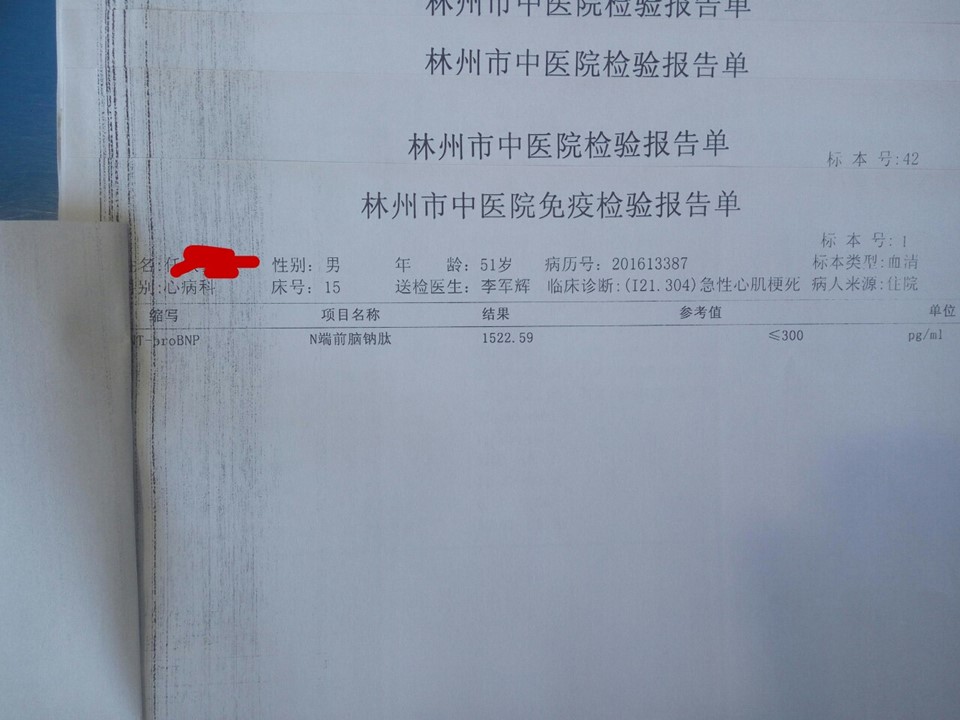 林州市中医院检验报告单
林州市中医院检验报告单
林州市中医院检验报告单
标 本 号:42
林州市中医院免疫检验报告单
标 本 号:1
名:任 性别: 男 年 龄: 51岁 病历号: 201613387 标本类型:血清
别:心病科 床号: 15 送检医生: 李军辉 临床诊断:(I21.304)急性心肌梗死 病人来源:住院
缩写 项目名称 结果 参考值 单位
T-proBNP N端前脑钠肽 1522.59 ≤300 pg/ml